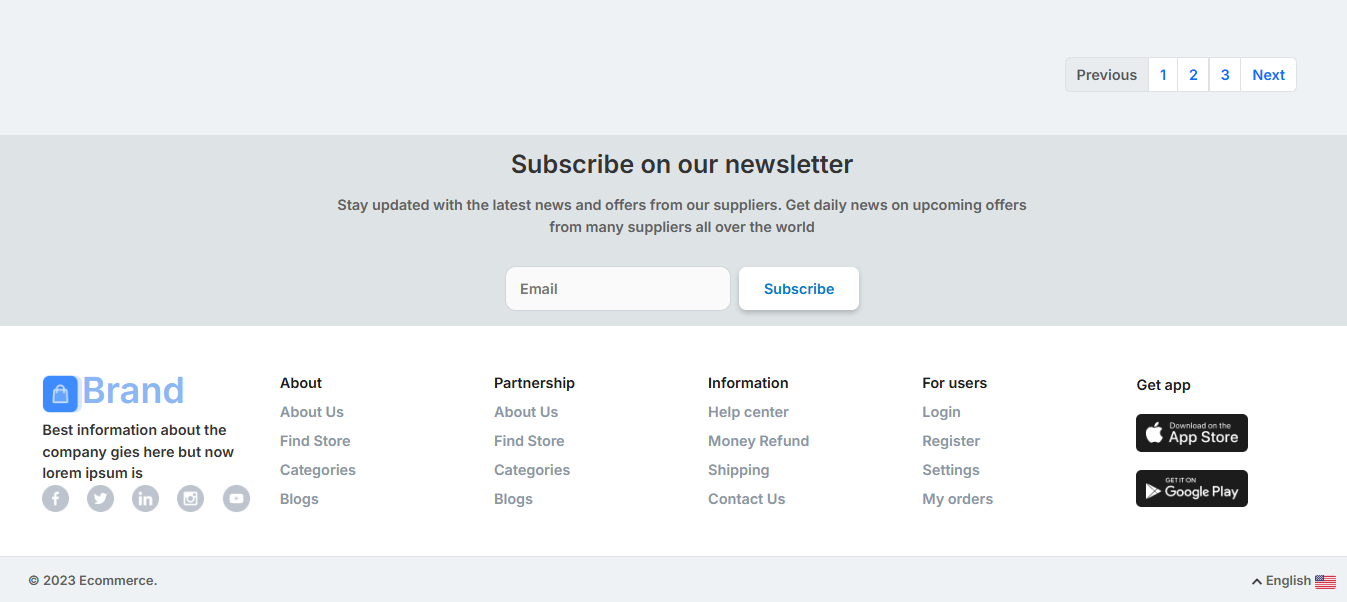 Previous 1 2 3 Next
Subscribe on our newsletter
Stay updated with the latest news and offers from our suppliers. Get daily news on upcoming offers
from many suppliers all over the world
Email Subscribe
Brand
Best information about the
company gies here but now
lorem ipsum is
About
About Us
Find Store
Categories
Blogs
Partnership
About Us
Find Store
Categories
Blogs
Information
Help center
Money Refund
Shipping
Contact Us
For users
Login
Register
Settings
My orders
Get app
Download on the
App Store
GET IT ON
Google Play
© 2023 Ecommerce.
English